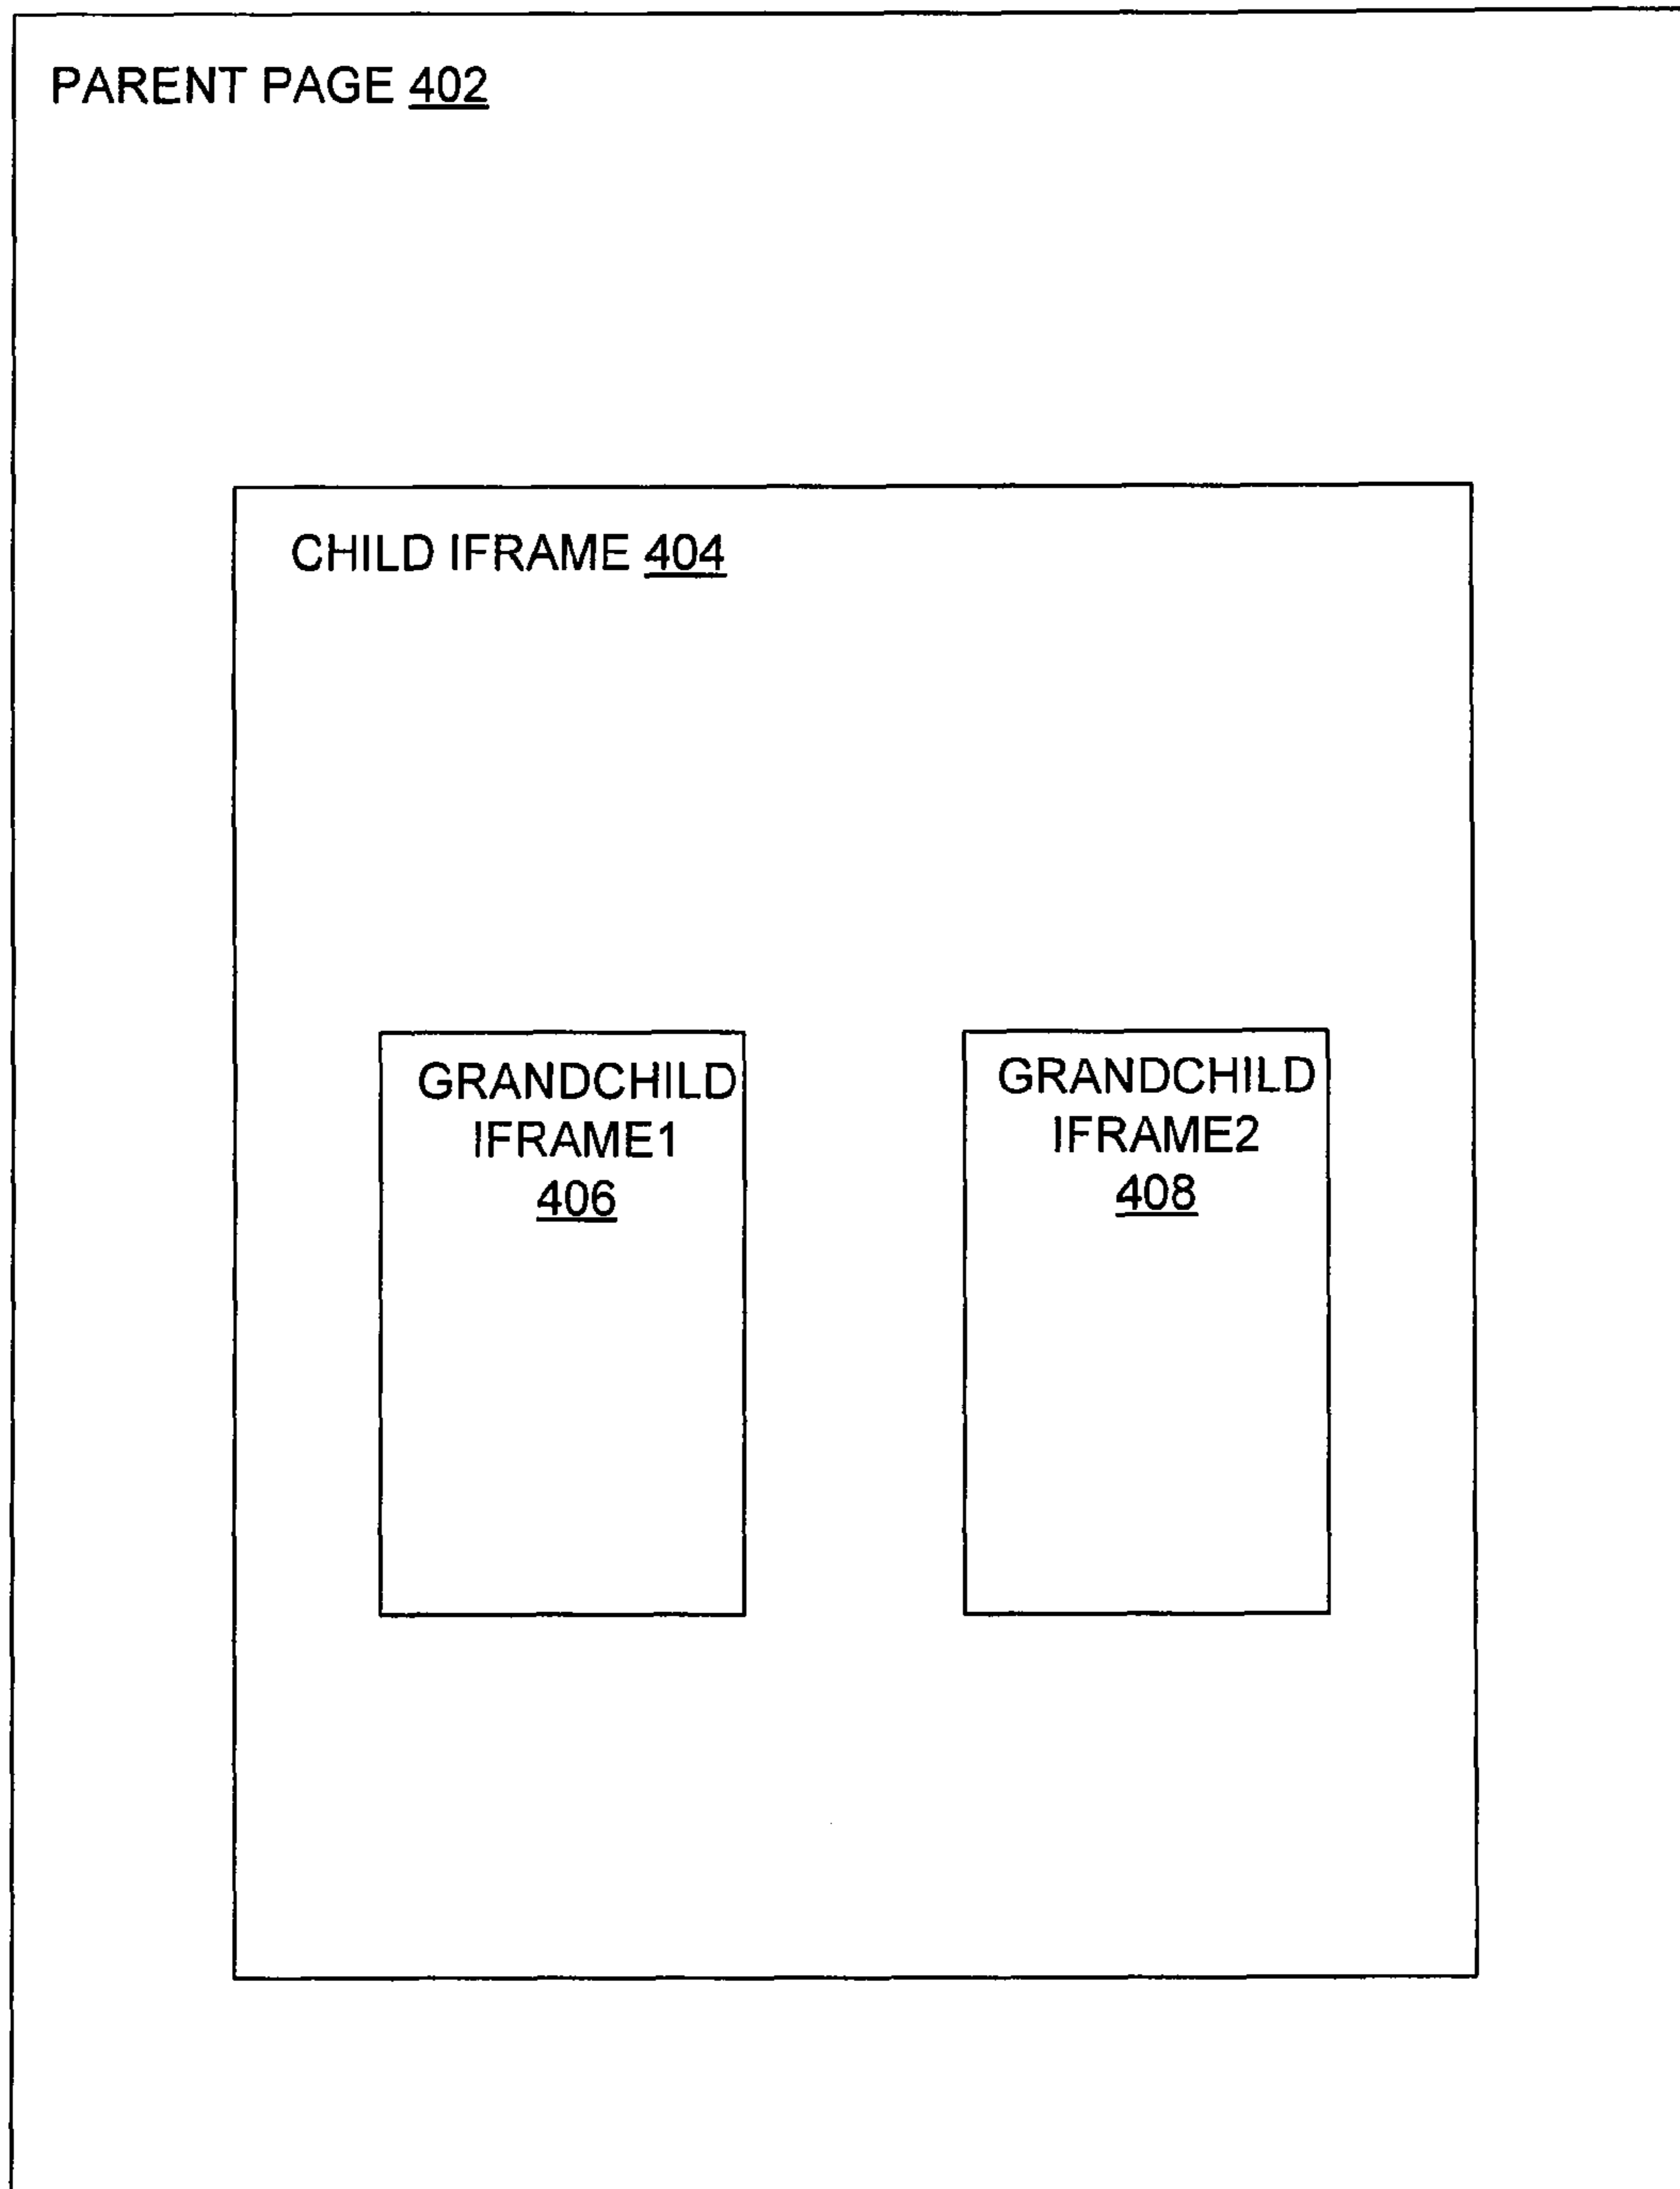 PARENT PAGE 402
CHILD IFRAME 404
GRANDCHILD
IFRAME1
406
GRANDCHILD
IFRAME2
408